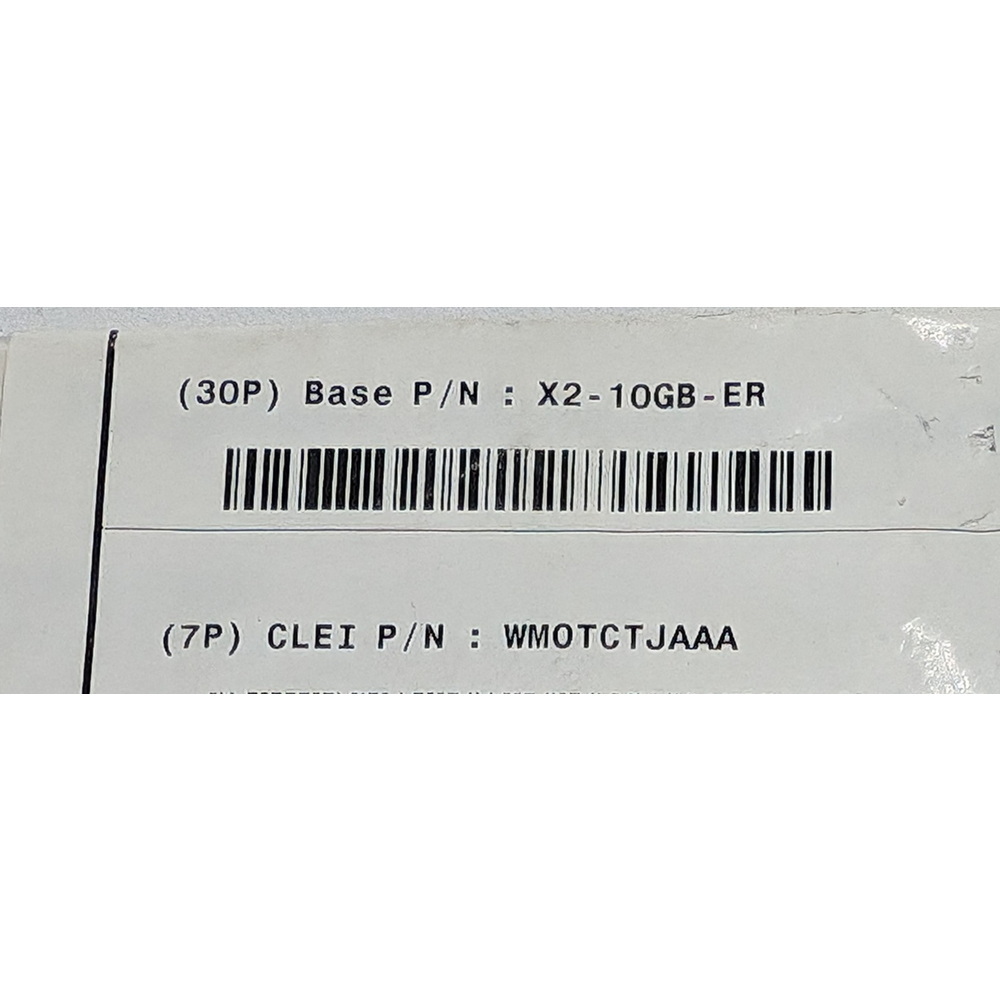 (30P) Base P/N : X2-10GB-ER
(7P) CLEI P/N : WMOTCTJAAA